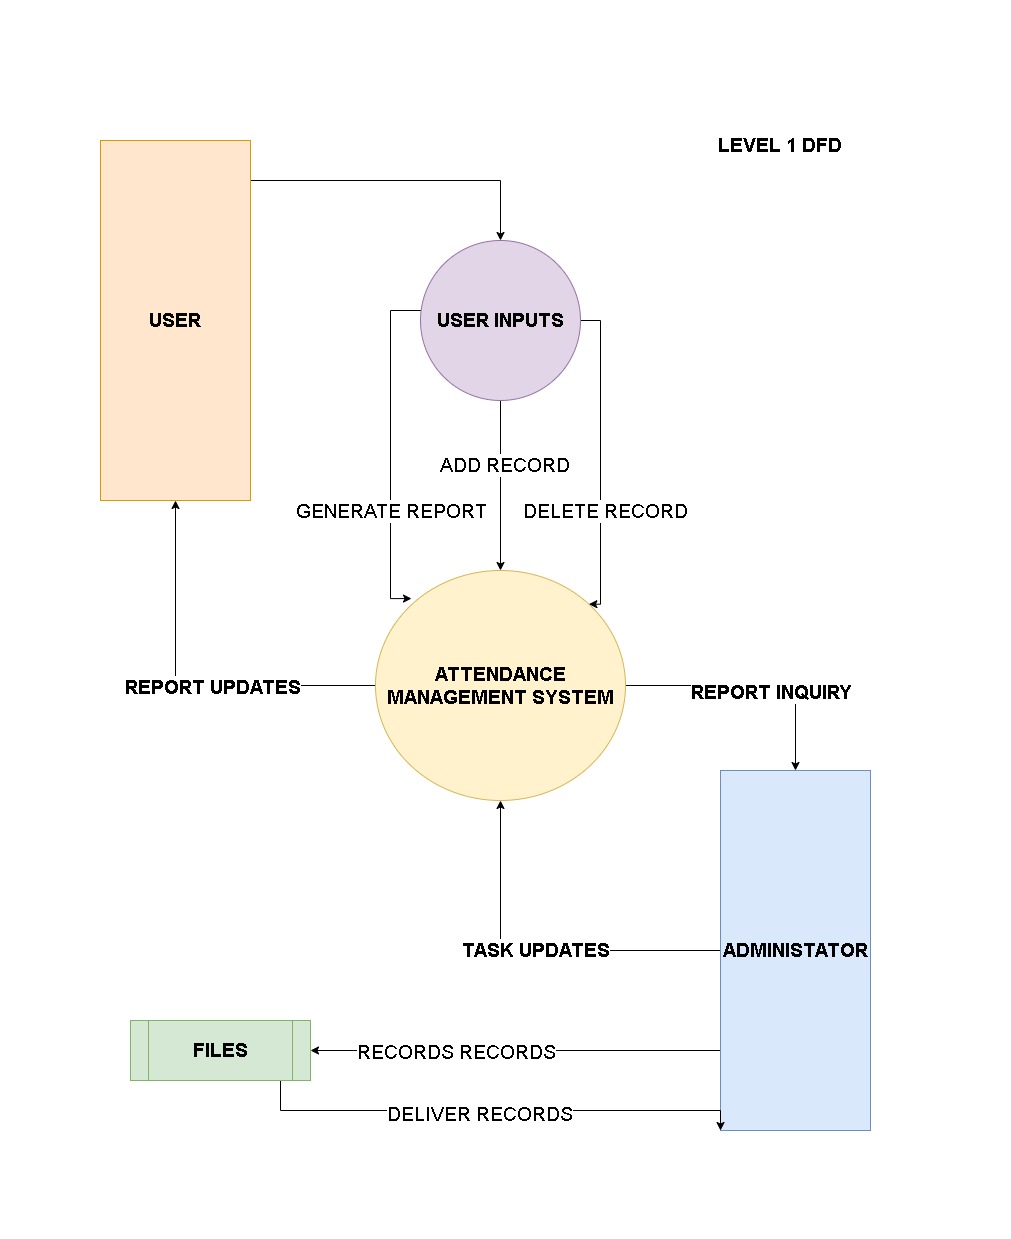 LEVEL 1 DFD
USER
USER INPUTS
ADD RECORD
GENERATE REPORT
DELETE RECORD
ATTENDANCE
MANAGEMENT SYSTEM
REPORT UPDATES
REPORT INQUIRY
TASK UPDATES
ADMINISTATOR
FILES
RECORDS RECORDS
DELIVER RECORDS